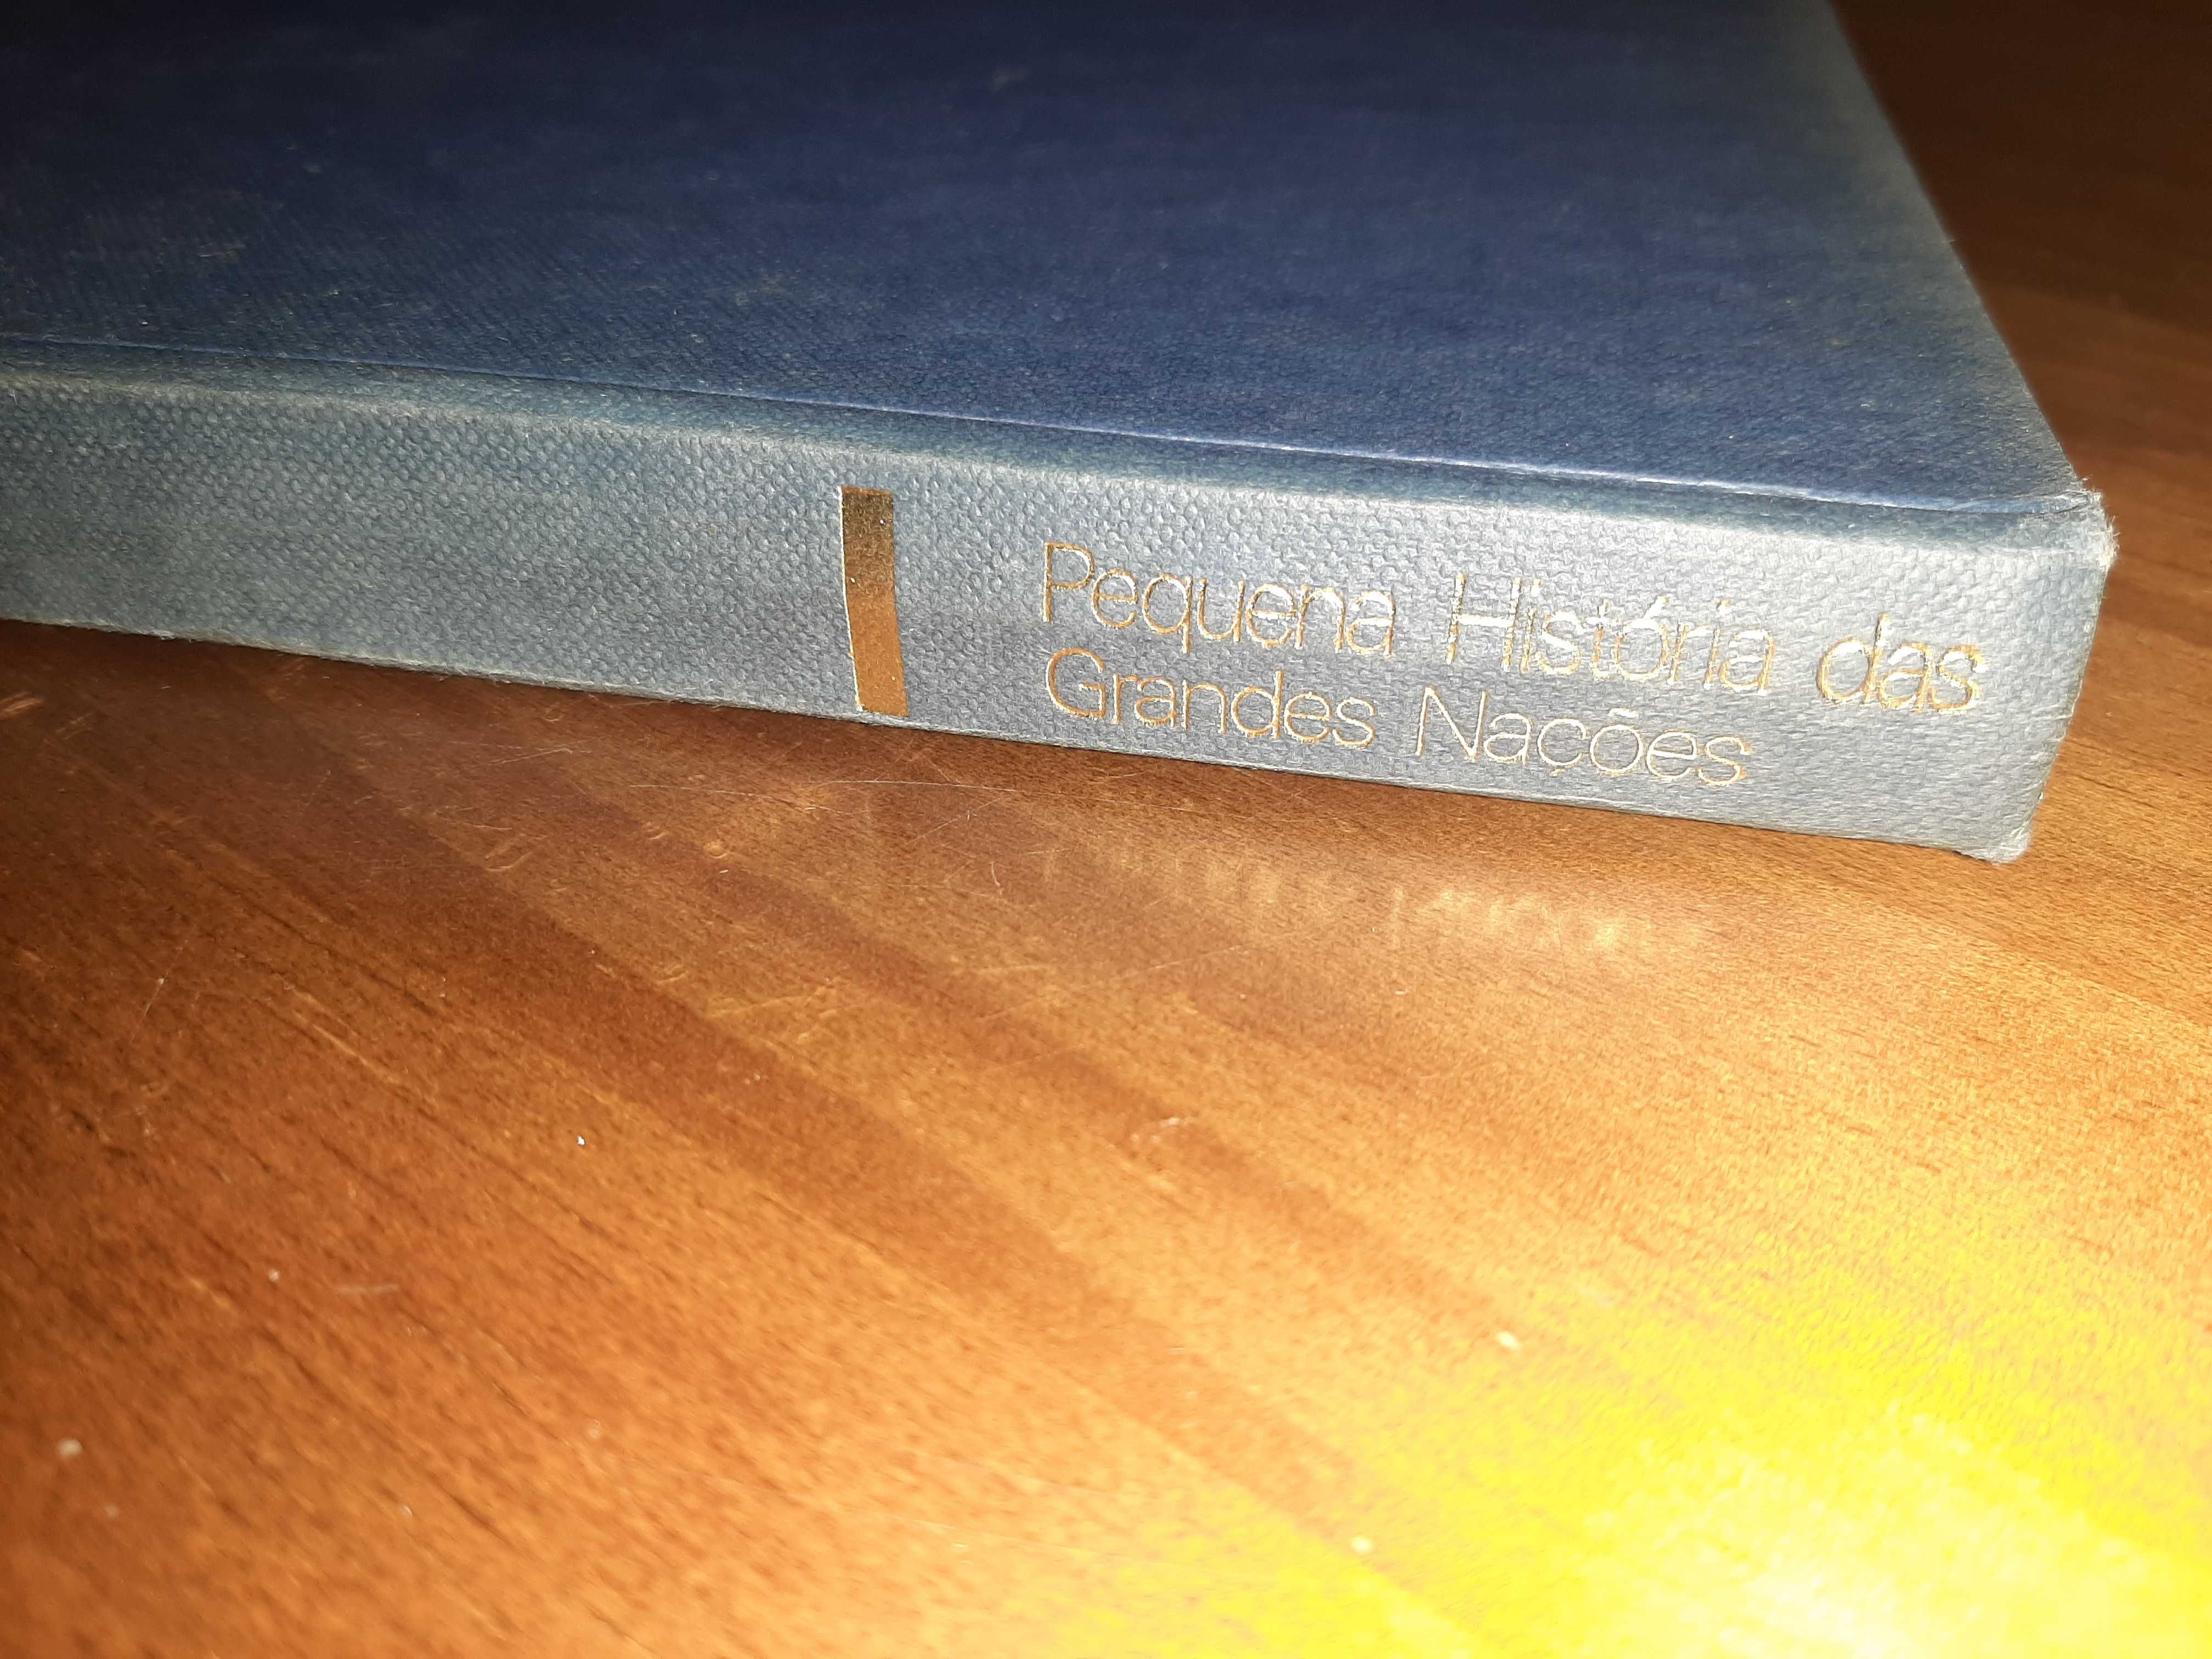 Pequena História das
Grandes Nações